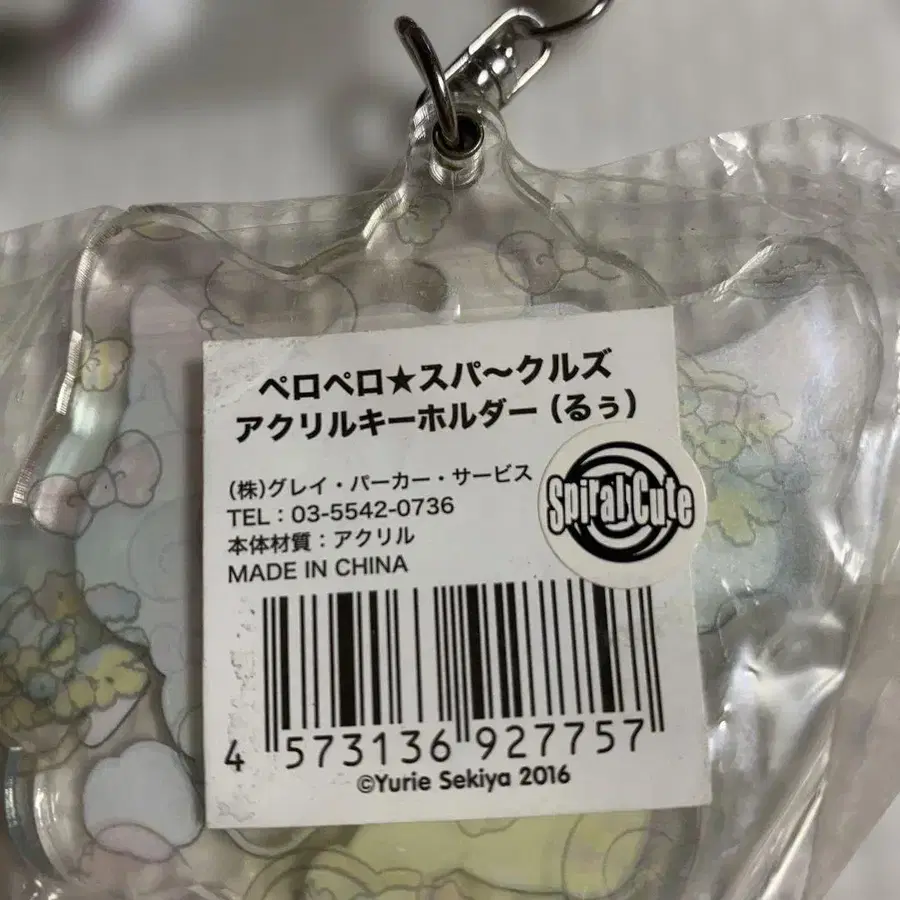 ペロペロ★スパ〜クルズ
アクリルキーホルダー（るぅ）
(株)グレイ・パーカー・サービス
TEL：03-5542-0736
本体材質：アクリル
MADE IN CHINA
Spiral Cute
4 573136 927757
©Yurie Sekiya 2016